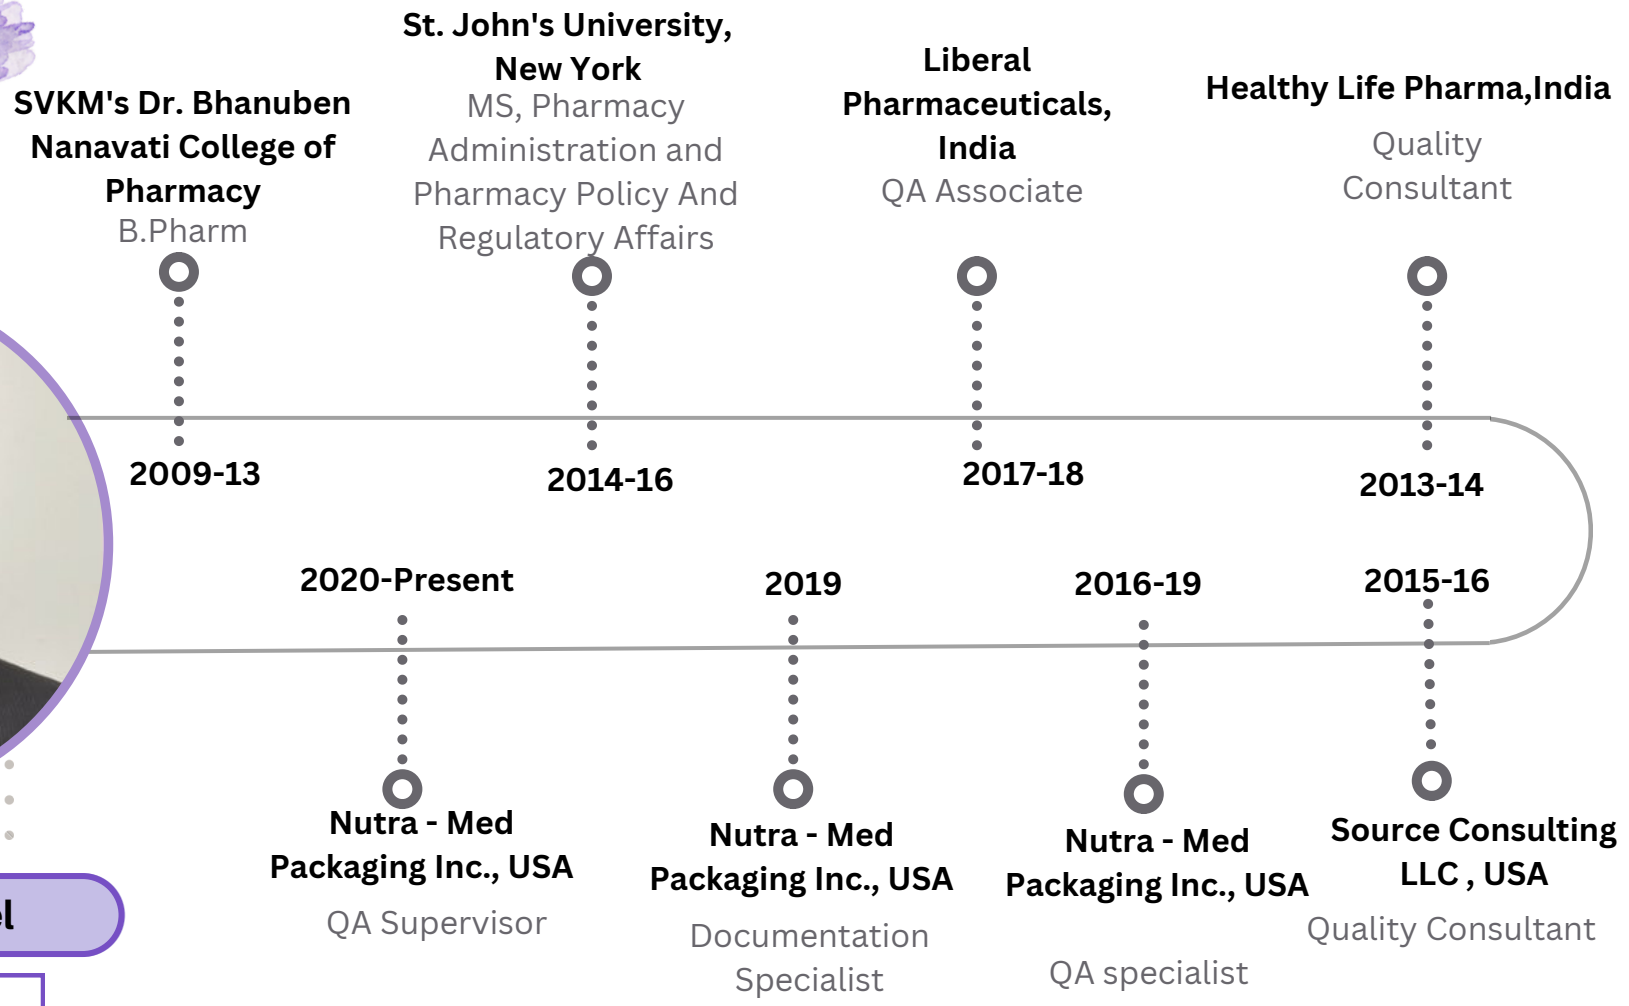 SVKM's Dr. Bhanuben
Nanavati College of
Pharmacy
B.Pharm
2009-13
St. John's University,
New York
MS, Pharmacy
Administration and
Pharmacy Policy And
Regulatory Affairs
2014-16
Liberal
Pharmaceuticals,
India
QA Associate
2017-18
Healthy Life Pharma,India
Quality
Consultant
2013-14
2020-Present
Nutra - Med
Packaging Inc., USA
QA Supervisor
2019
Nutra - Med
Packaging Inc., USA
Documentation
Specialist
2016-19
Nutra - Med
Packaging Inc., USA
QA specialist
2015-16
Source Consulting
LLC , USA
Quality Consultant